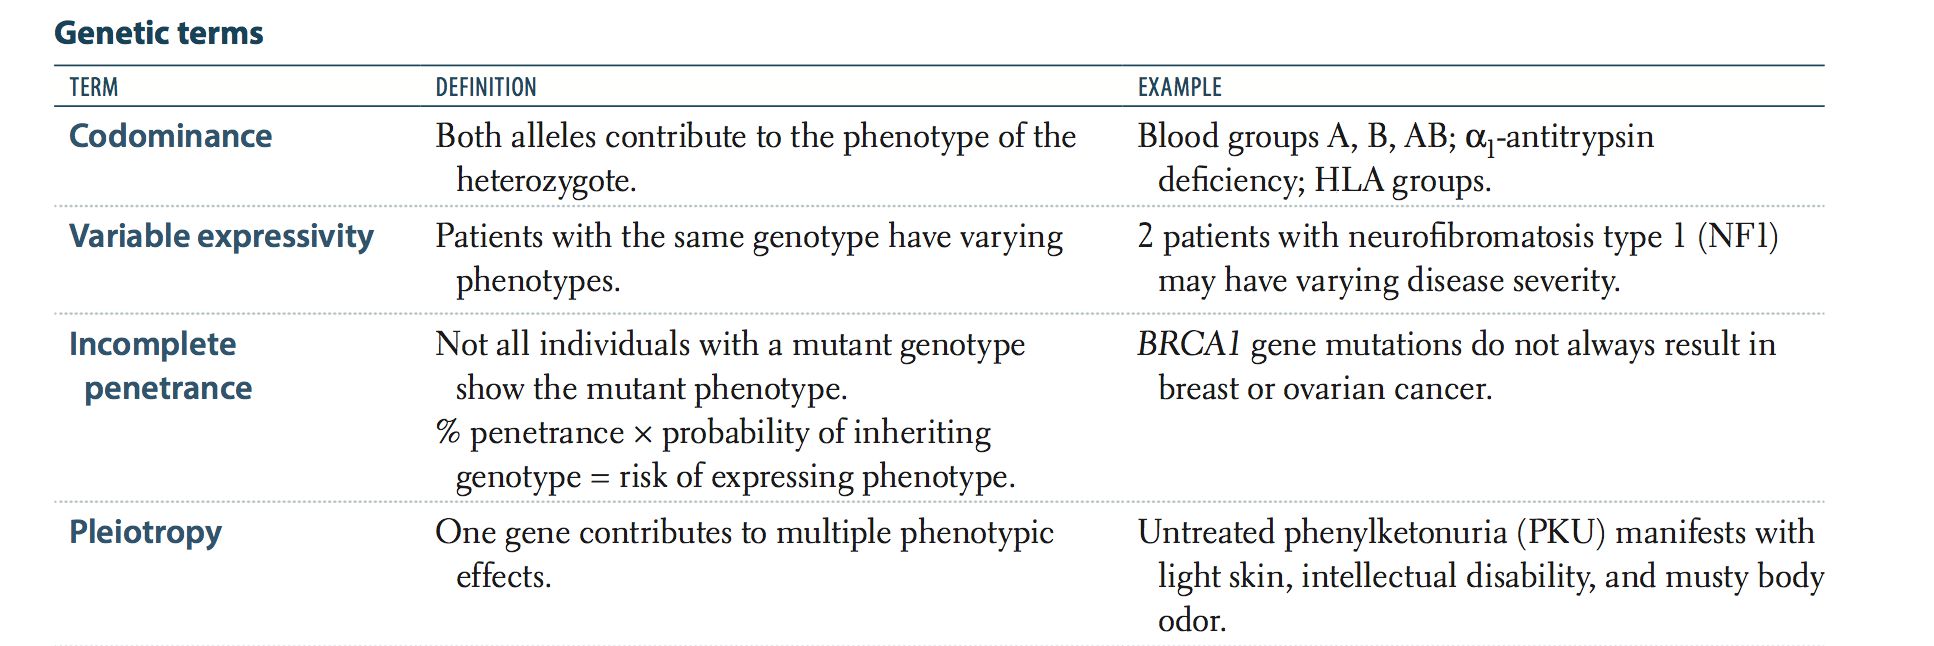 Genetic terms
TERM DEFINITION EXAMPLE
Codominance Both alleles contribute to the phenotype of the Blood groups A, B, AB; α₁-antitrypsin
heterozygote. deficiency; HLA groups.
Variable expressivity Patients with the same genotype have varying 2 patients with neurofibromatosis type 1 (NF1)
phenotypes. may have varying disease severity.
Incomplete Not all individuals with a mutant genotype BRCA1 gene mutations do not always result in
penetrance show the mutant phenotype. breast or ovarian cancer.
% penetrance × probability of inheriting
genotype = risk of expressing phenotype.
Pleiotropy One gene contributes to multiple phenotypic Untreated phenylketonuria (PKU) manifests with
effects. light skin, intellectual disability, and musty body
odor.